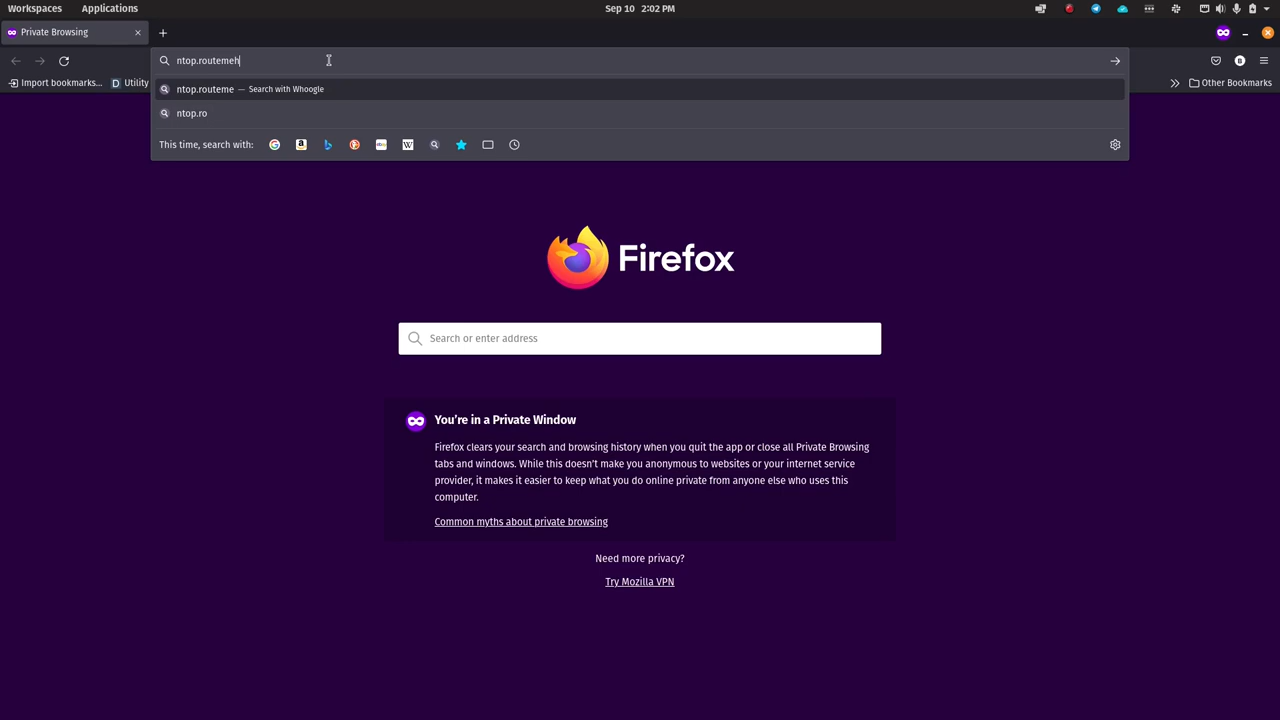 Workspaces Applications Sep 10 2:02 PM
Private Browsing
ntop.routemeh
Import bookmarks... Utility Other Bookmarks
ntop.routeme — Search with Whoogle
ntop.ro
This time, search with:
Firefox
Search or enter address
You're in a Private Window
Firefox clears your search and browsing history when you quit the app or close all Private Browsing
tabs and windows. While this doesn't make you anonymous to websites or your internet service
provider, it makes it easier to keep what you do online private from anyone else who uses this
computer.
Common myths about private browsing
Need more privacy?
Try Mozilla VPN